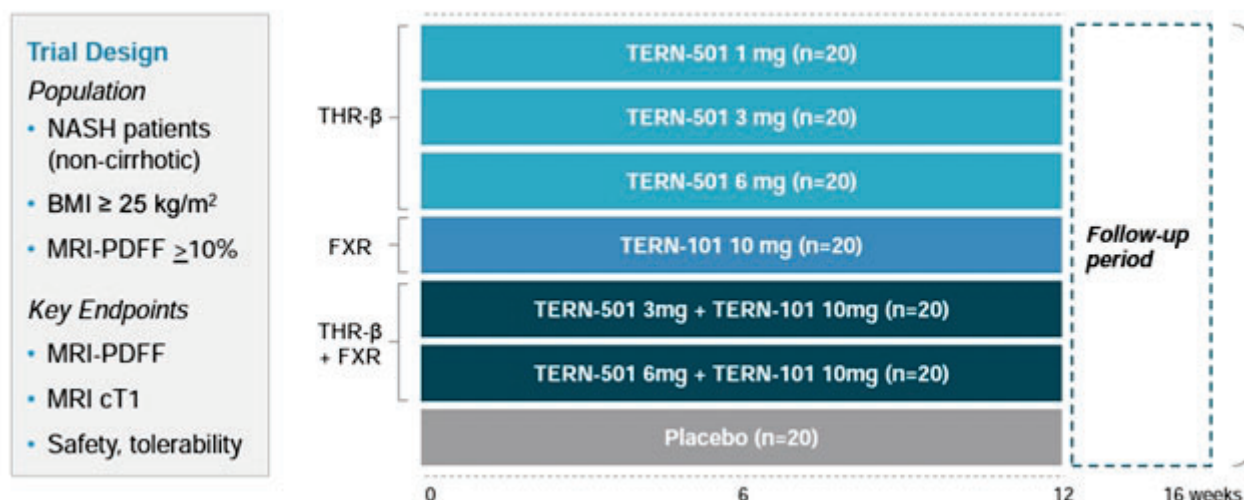 Trial Design
Population
• NASH patients
(non-cirrhotic)
• BMI ≥ 25 kg/m²
• MRI-PDFF ≥10%
Key Endpoints
• MRI-PDFF
• MRI cT1
• Safety, tolerability
THR-β
TERN-501 1 mg (n=20)
TERN-501 3 mg (n=20)
TERN-501 6 mg (n=20)
FXR
TERN-101 10 mg (n=20)
THR-β
+ FXR
TERN-501 3mg + TERN-101 10mg (n=20)
TERN-501 6mg + TERN-101 10mg (n=20)
Placebo (n=20)
Follow-up
period
0 6 12 16 weeks